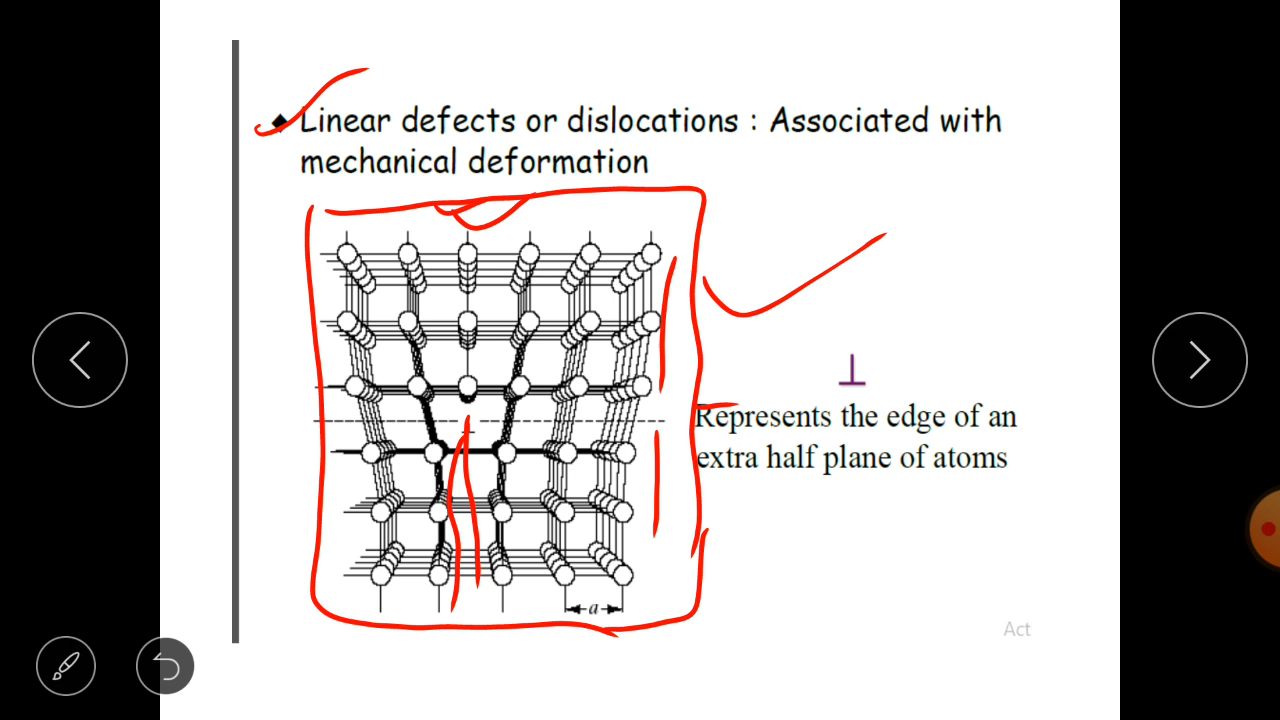 Linear defects or dislocations : Associated with
mechanical deformation
⊥
Represents the edge of an
extra half plane of atoms
a
Act